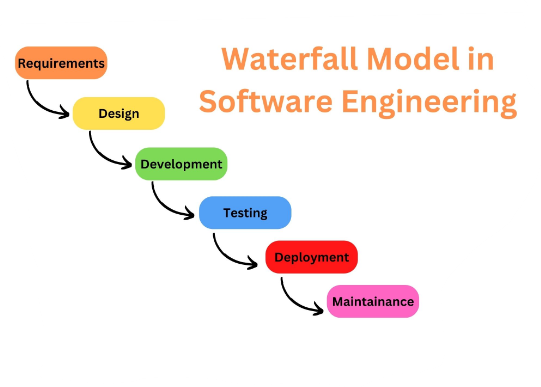 Waterfall Model in
Software Engineering
Requirements
Design
Development
Testing
Deployment
Maintainance